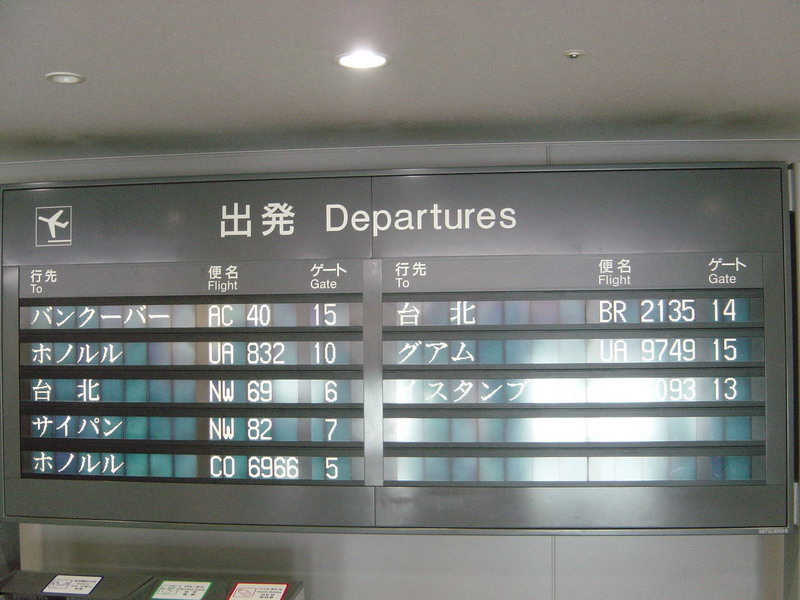 出発 Departures
行先 便名 ゲート
To Flight Gate
バンクーバー AC 40 15
ホノルル UA 832 10
台 北 NW 69 6
サイパン NW 82 7
ホノルル CO 6966 5
行先 便名 ゲート
To Flight Gate
台 北 BR 2135 14
グアム UA 9749 15
イスタンブ 093 13